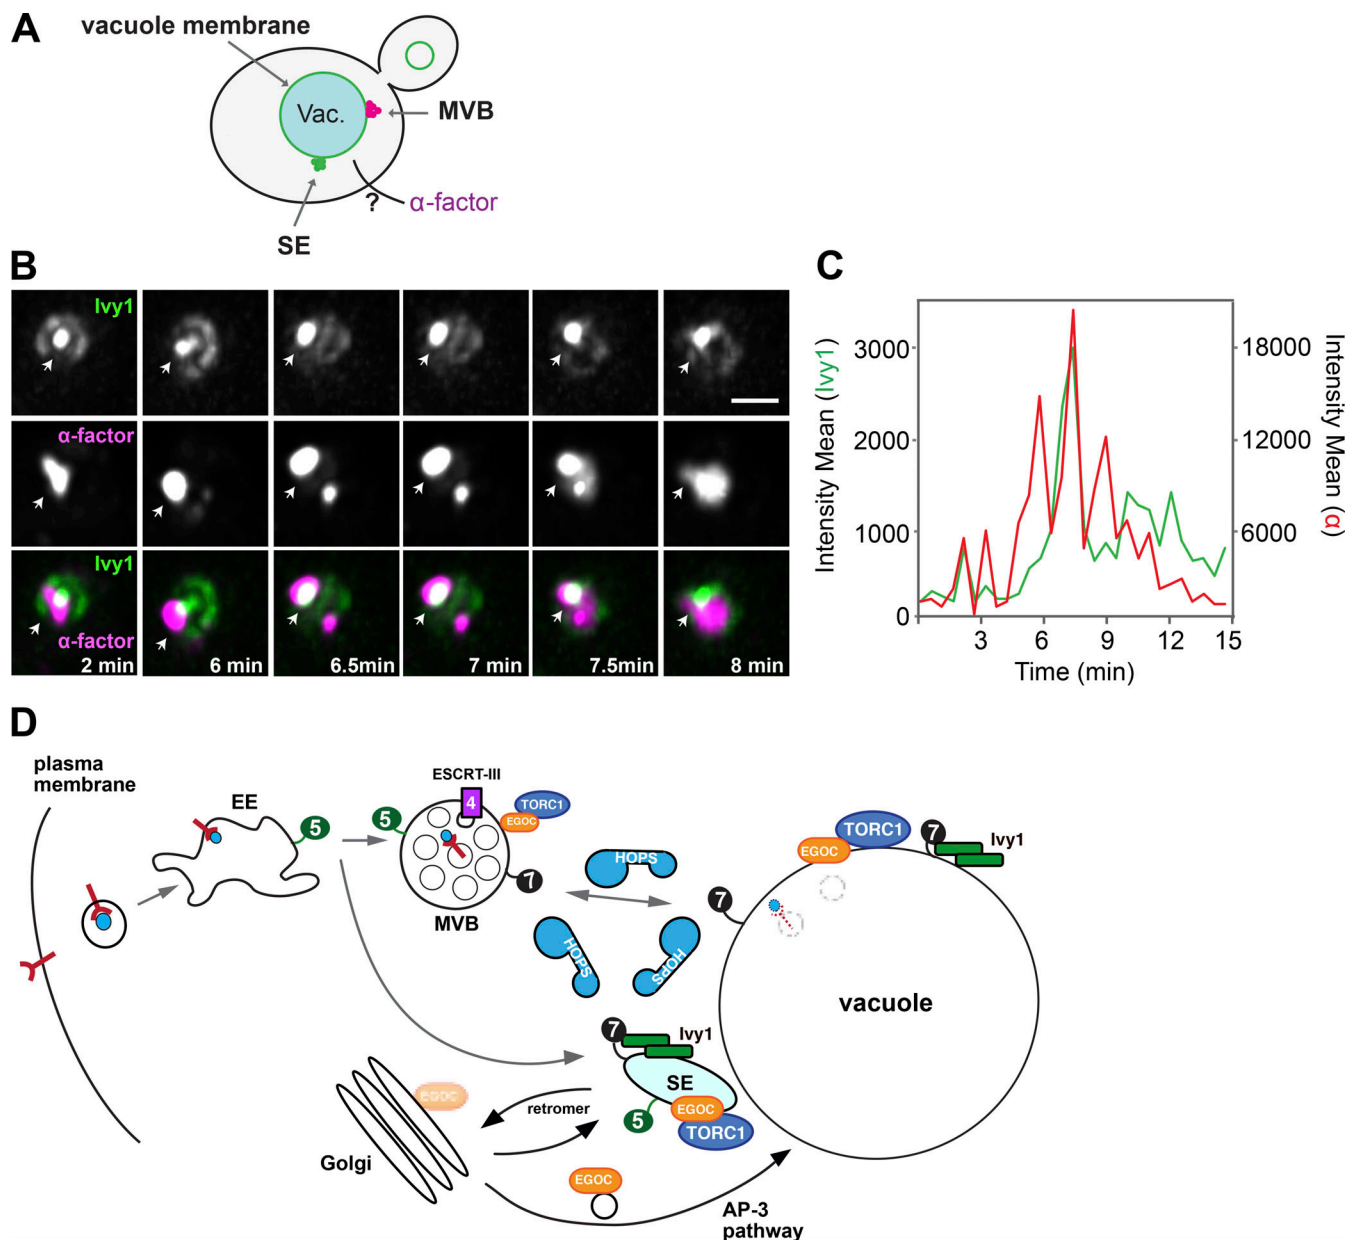 A
vacuole membrane
Vac.
MVB
?
α-factor
SE
B
Ivy1
α-factor
Ivy1
α-factor
2 min
6 min
6.5min
7 min
7.5min
8 min
C
Intensity Mean (Ivy1)
3000
2000
1000
0
18000
12000
6000
Intensity Mean (α)
3
6
9
12
15
Time (min)
D
plasma
membrane
EE
5
5
ESCRT-III
4
TORC1
EGOC
7
MVB
HOPS
HOPS
HOPS
7
EGOC
TORC1
7
Ivy1
vacuole
7
Ivy1
SE
5
EGOC
TORC1
EGOC
retromer
Golgi
EGOC
AP-3
pathway